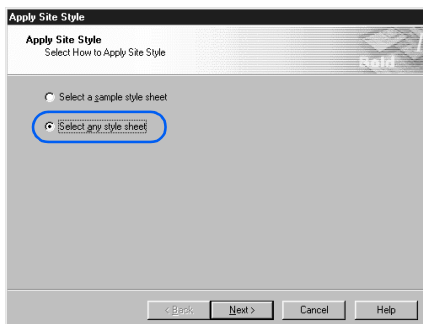 Apply Site Style
Apply Site Style
Select How to Apply Site Style
Select a sample style sheet
Select any style sheet
< Back Next > Cancel Help